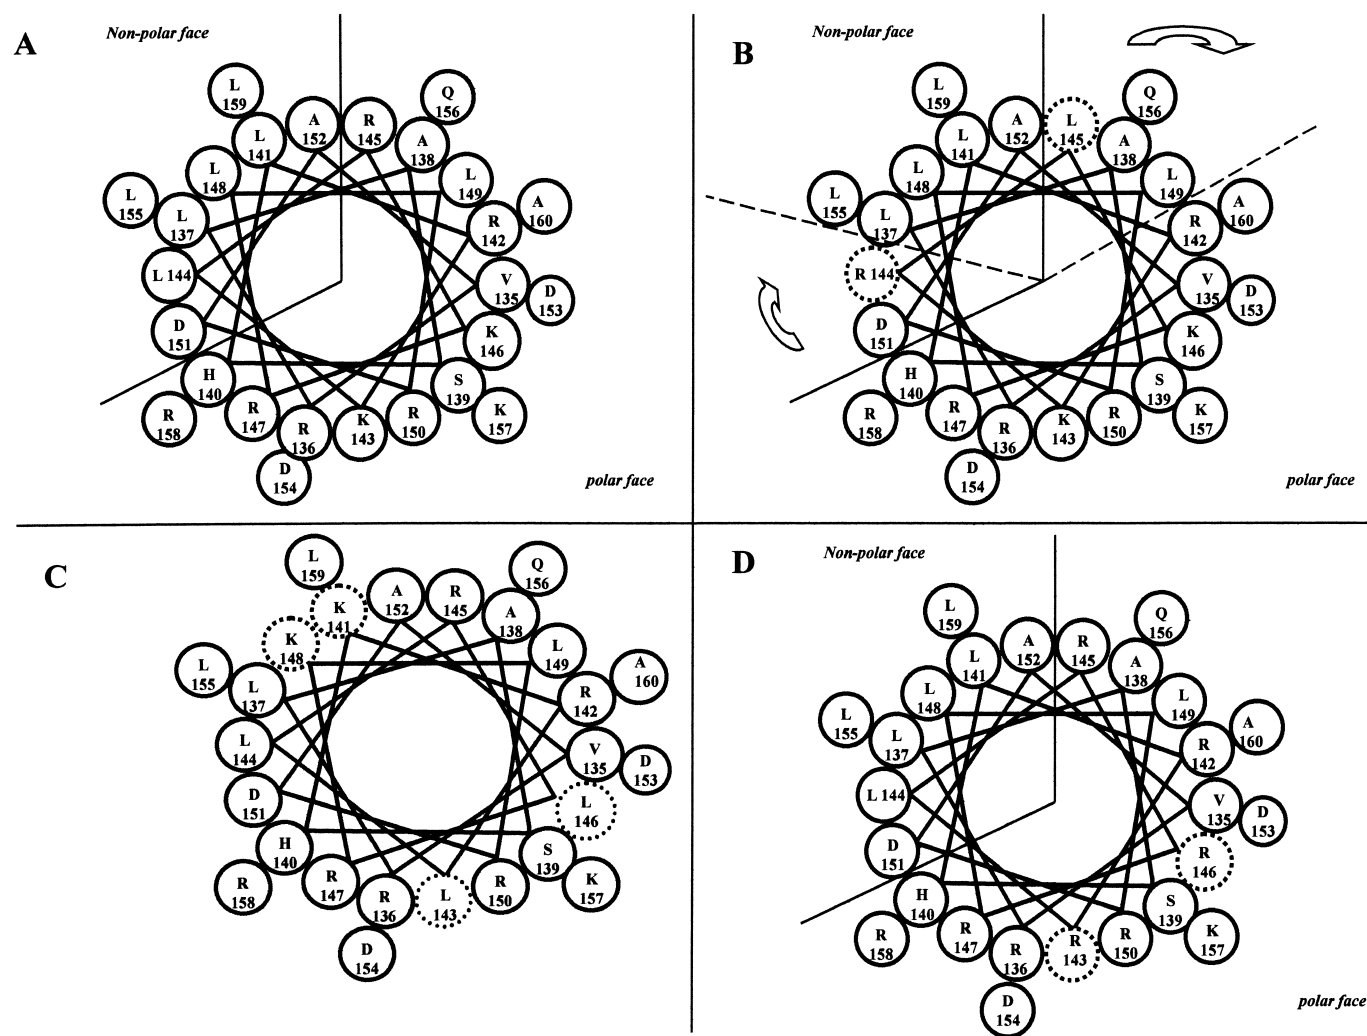 A
Non-polar face
L
159
A
152
R
145
Q
156
L
141
A
138
L
148
L
149
L
155
L
137
R
142
A
160
L 144
V
135
D
153
D
151
K
146
H
140
S
139
R
158
R
147
R
136
K
143
R
150
K
157
D
154
polar face
B
Non-polar face
L
159
A
152
L
145
Q
156
L
141
A
138
L
148
L
149
L
155
L
137
R
142
A
160
R 144
V
135
D
153
D
151
K
146
H
140
S
139
R
158
R
147
R
136
K
143
R
150
K
157
D
154
polar face
C
L
159
K
141
A
152
R
145
Q
156
A
138
K
148
L
149
L
155
L
137
R
142
A
160
L
144
V
135
D
153
D
151
L
146
H
140
S
139
R
158
R
147
R
136
L
143
R
150
K
157
D
154
D
Non-polar face
L
159
A
152
R
145
Q
156
L
141
A
138
L
148
L
149
L
155
L
137
R
142
A
160
L 144
V
135
D
153
D
151
R
146
H
140
S
139
R
158
R
147
R
136
R
143
R
150
K
157
D
154
polar face